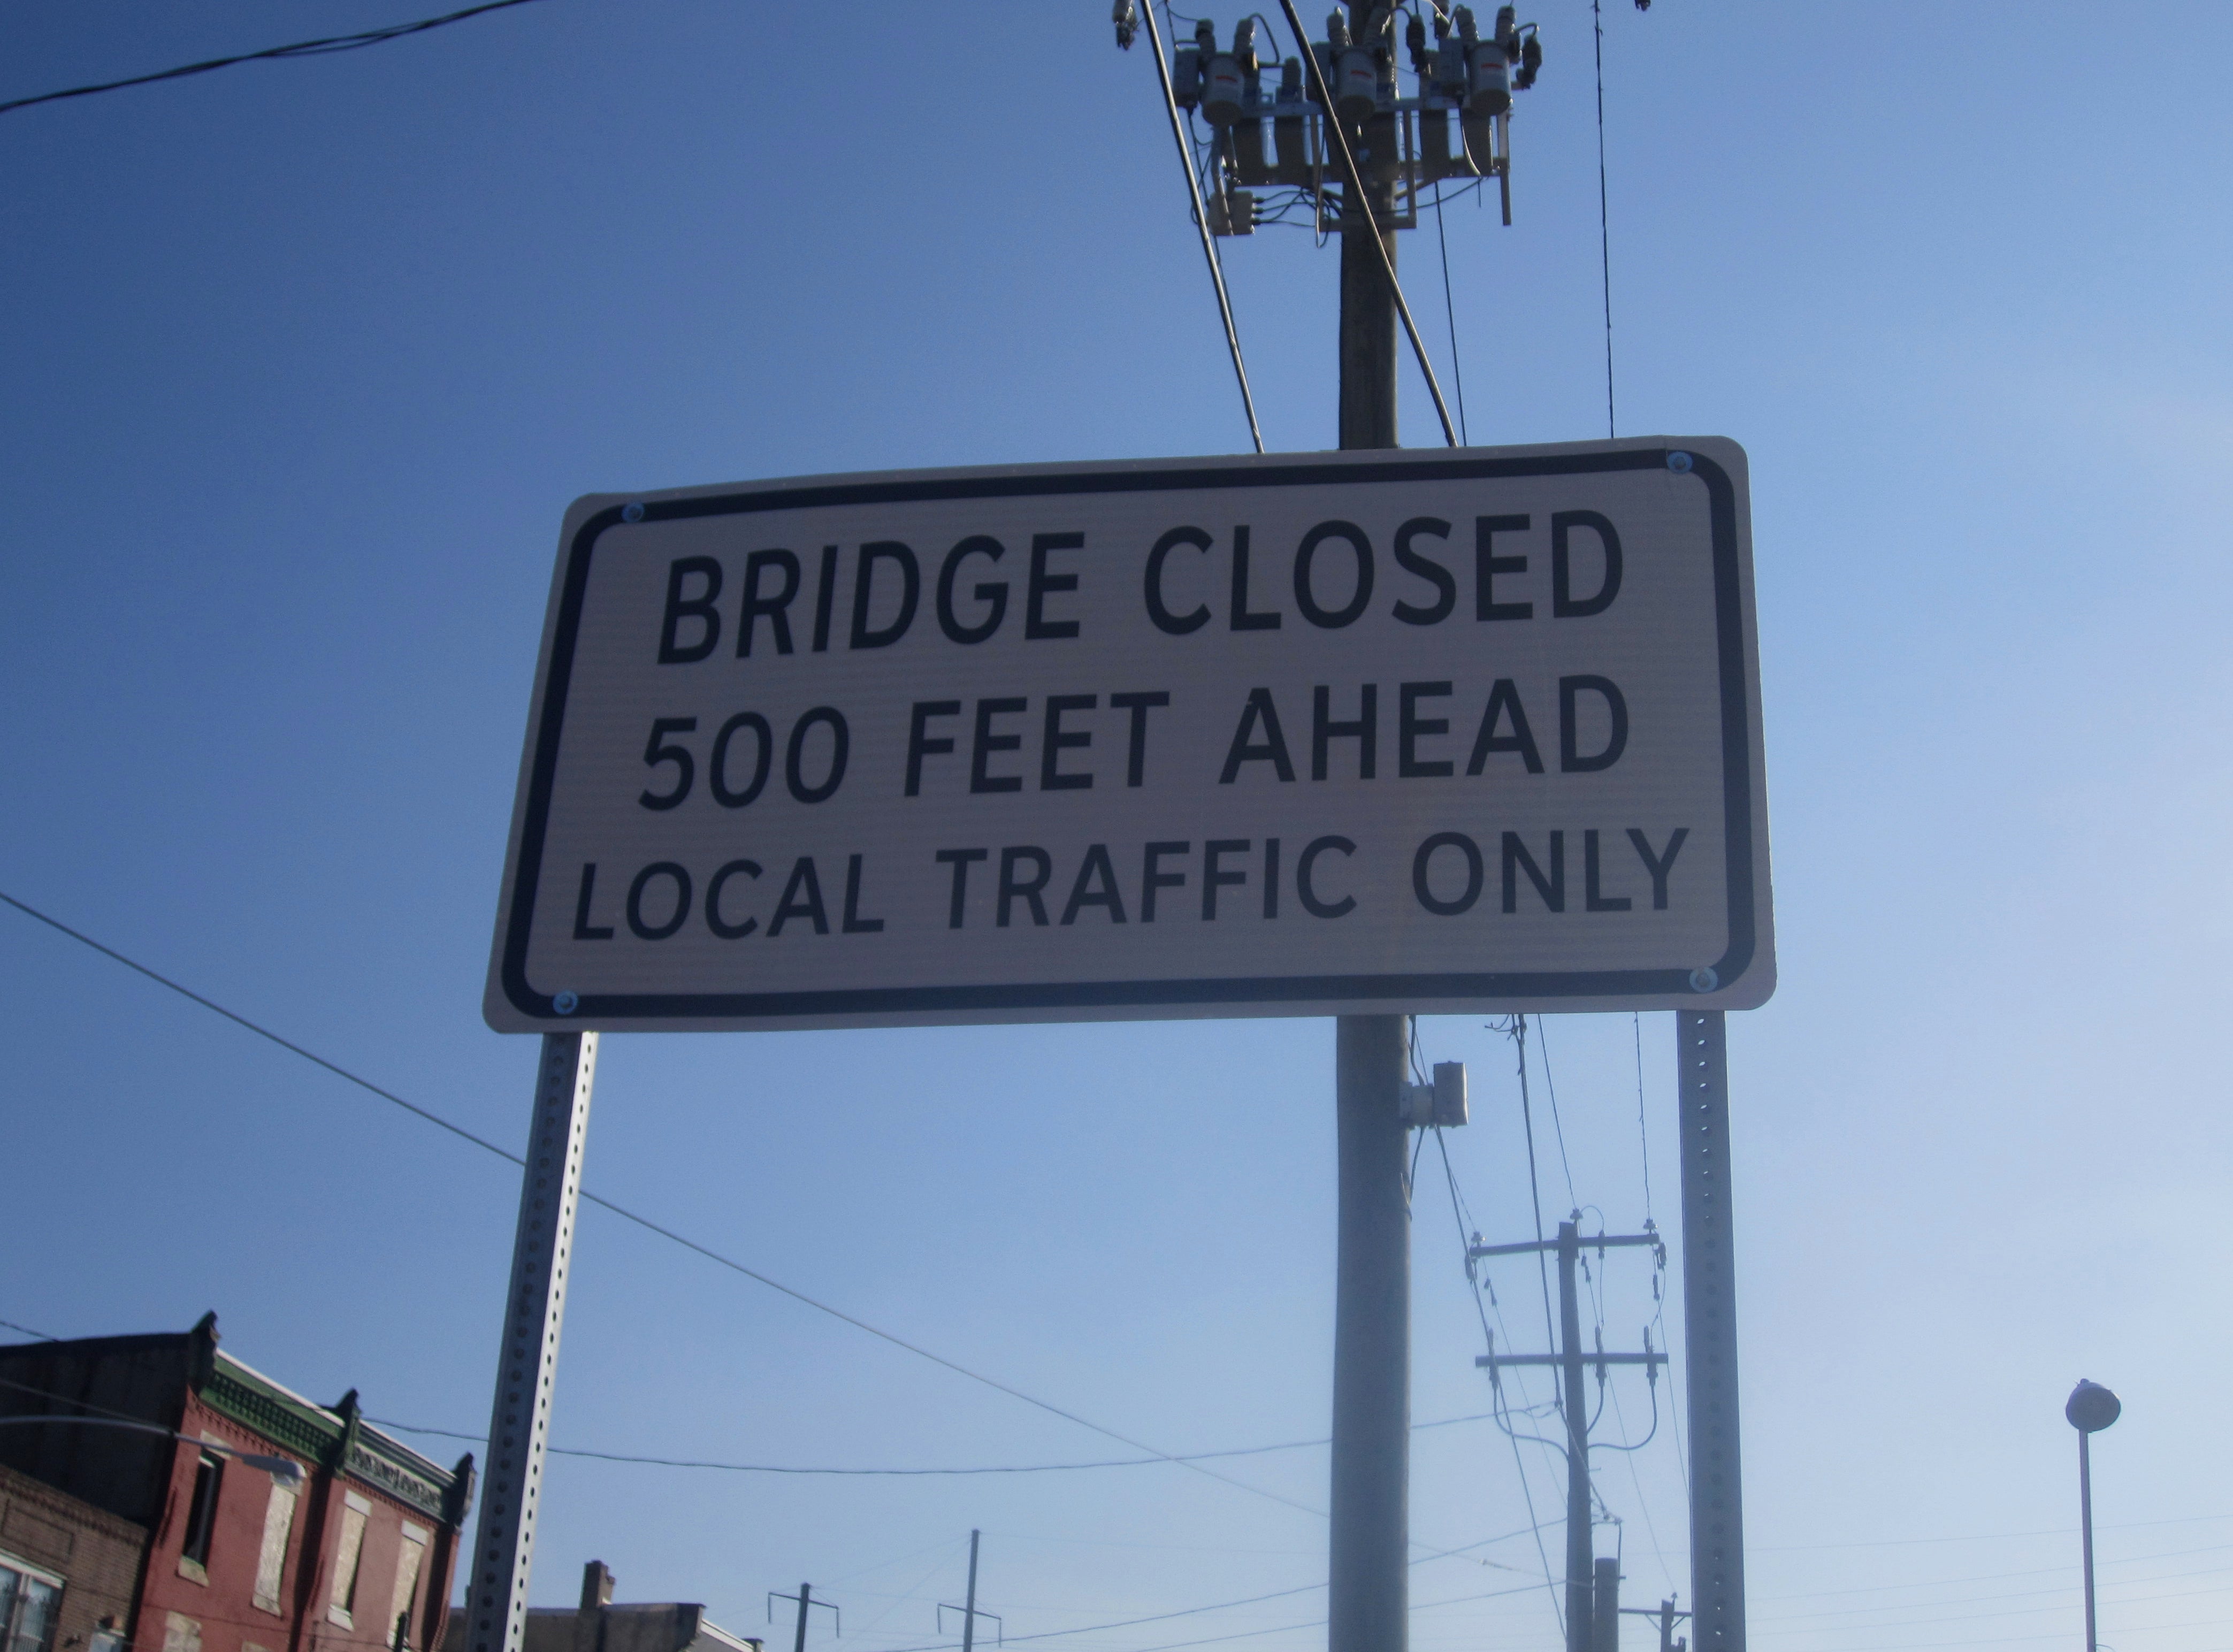 BRIDGE CLOSED
500 FEET AHEAD
LOCAL TRAFFIC ONLY